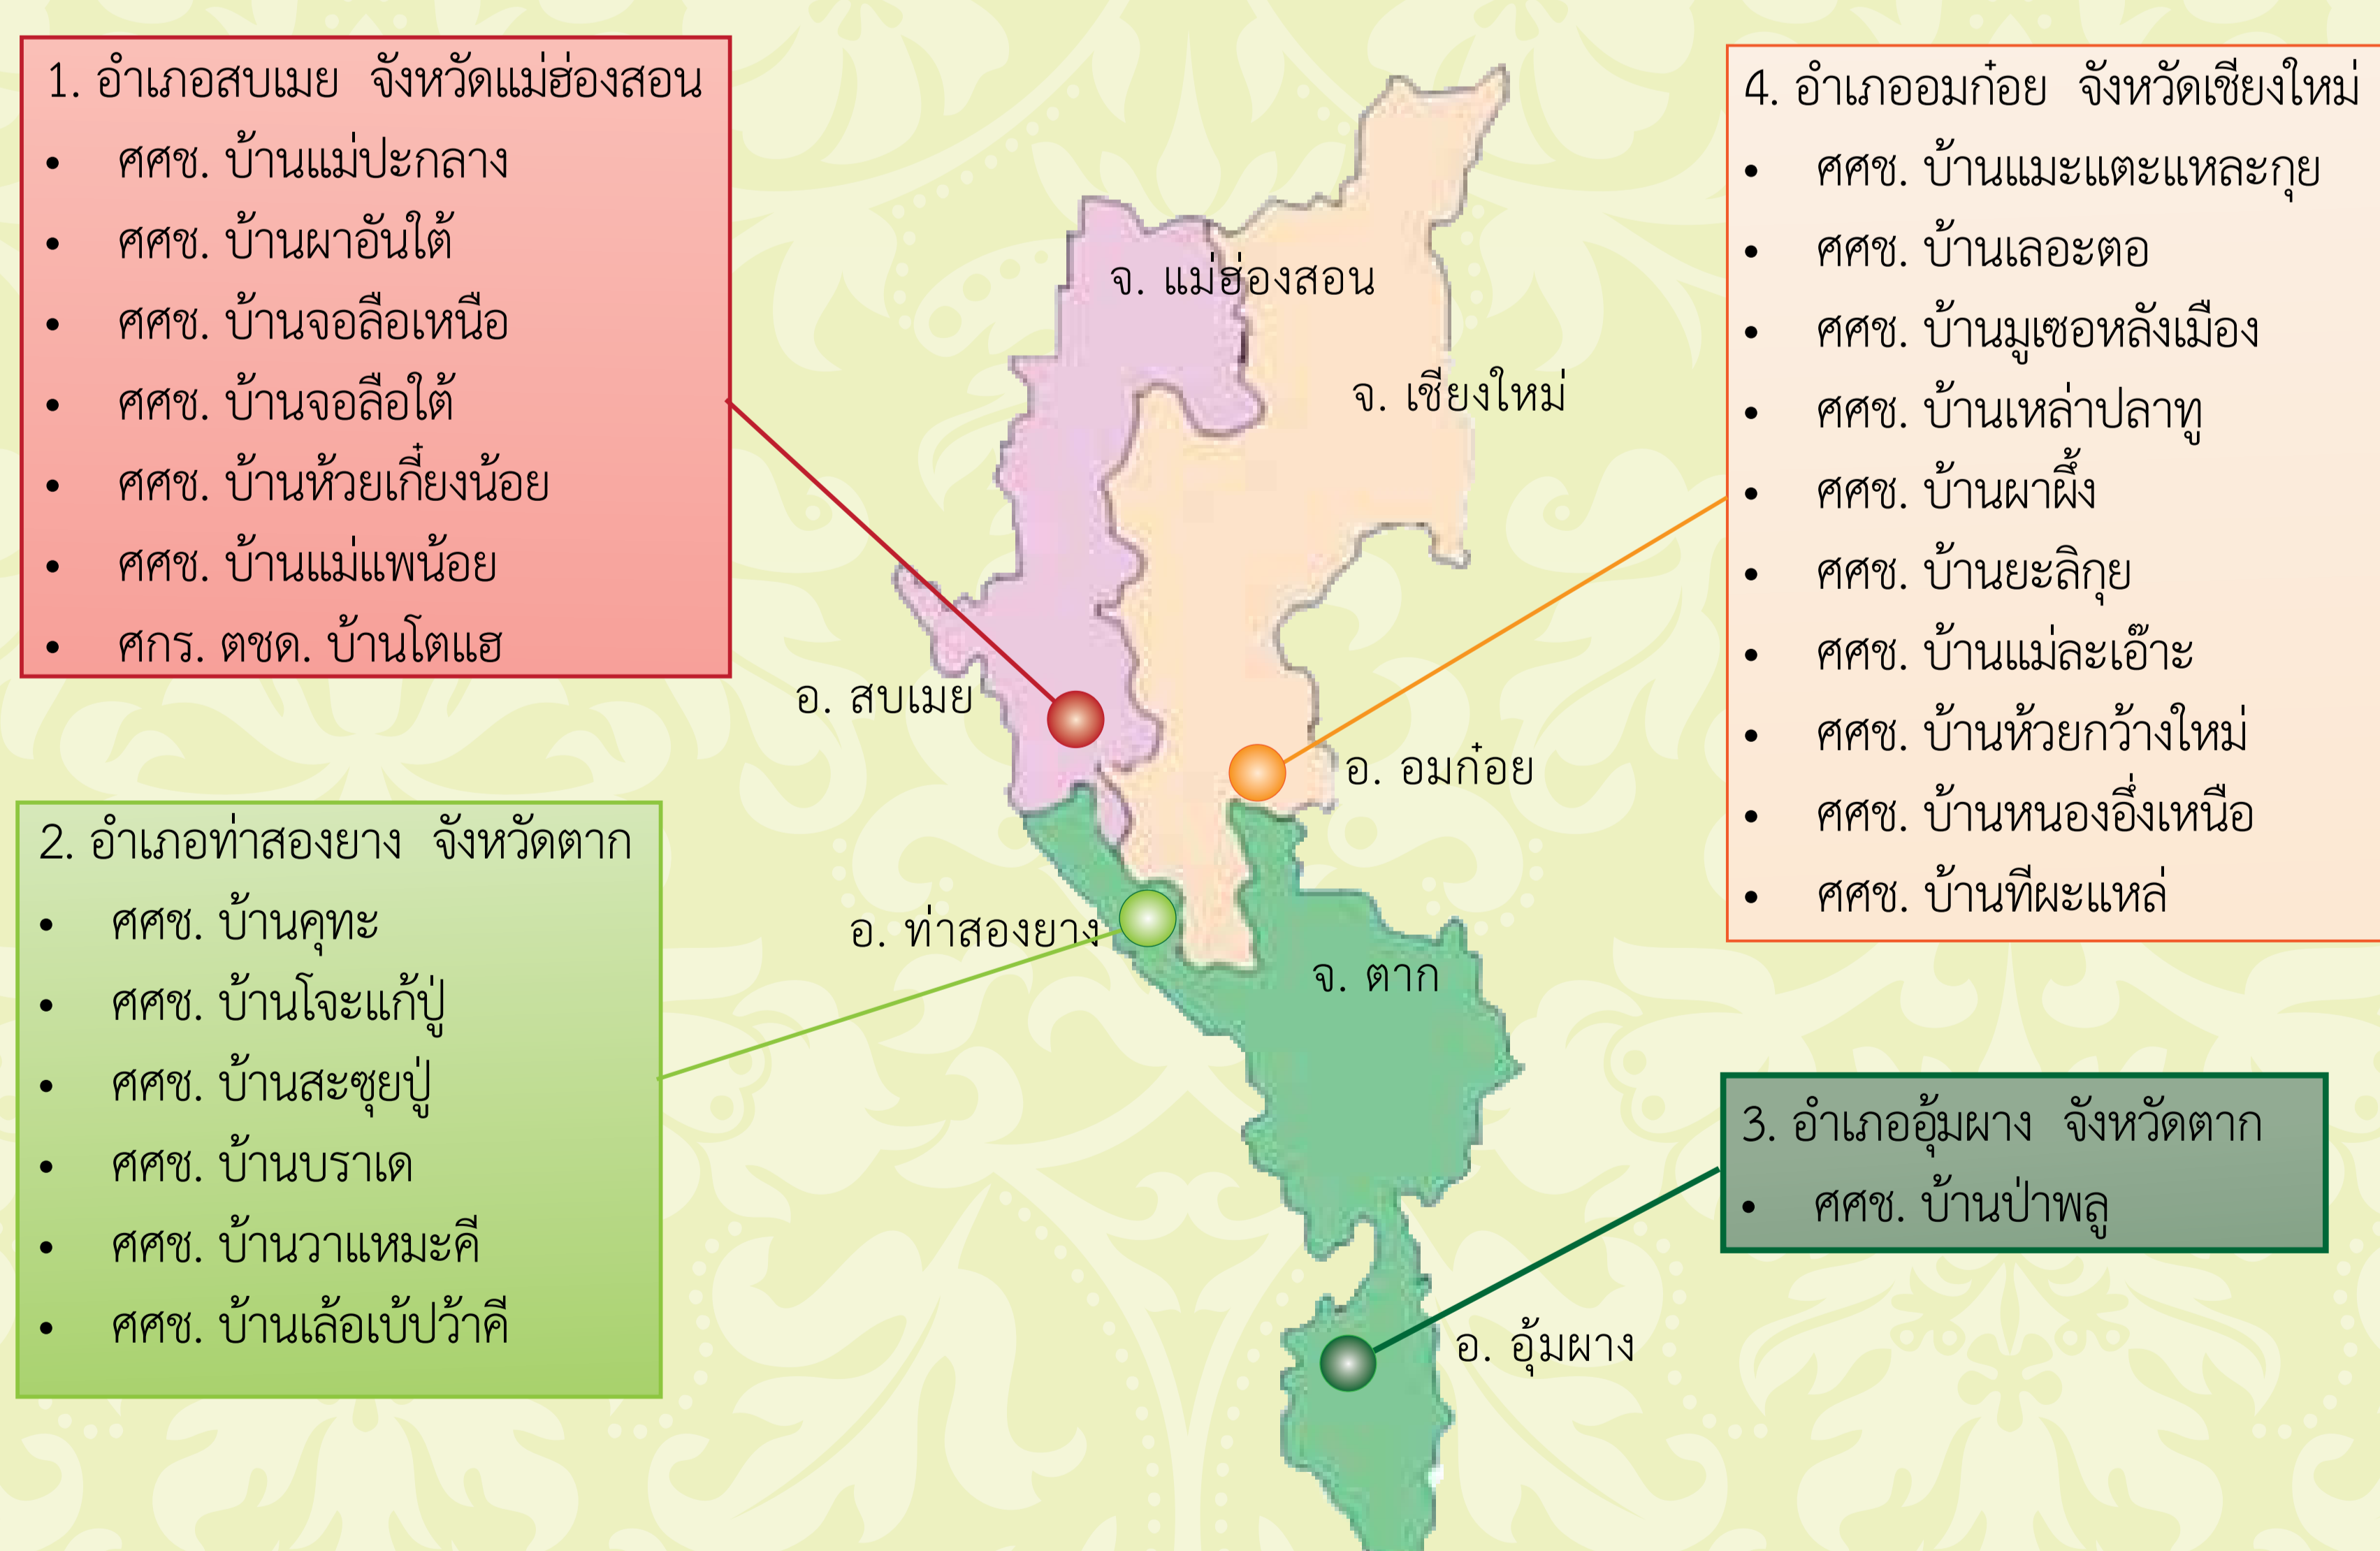 1. อำเภอสบเมย จังหวัดแม่ฮ่องสอน
• ศศช. บ้านแม่ปะกลาง
• ศศช. บ้านผาอันใต้
• ศศช. บ้านจอลือเหนือ
• ศศช. บ้านจอลือใต้
• ศศช. บ้านห้วยเกี๋ยงน้อย
• ศศช. บ้านแม่แพน้อย
• ศกร. ตชด. บ้านโตแฮ
2. อำเภอท่าสองยาง จังหวัดตาก
• ศศช. บ้านคุทะ
• ศศช. บ้านโจะแก้ปู่
• ศศช. บ้านสะซุยปู่
• ศศช. บ้านบราเด
• ศศช. บ้านวาแหมะคี
• ศศช. บ้านเล้อเบ้ปว้าคี
จ. แม่ฮ่องสอน
จ. เชียงใหม่
อ. สบเมย
อ. อมก๋อย
อ. ท่าสองยาง
จ. ตาก
อ. อุ้มผาง
4. อำเภออมก๋อย จังหวัดเชียงใหม่
• ศศช. บ้านแมะแตะแหละกุย
• ศศช. บ้านเลอะตอ
• ศศช. บ้านมูเซอหลังเมือง
• ศศช. บ้านเหล่าปลาทู
• ศศช. บ้านผาผึ้ง
• ศศช. บ้านยะลิกุย
• ศศช. บ้านแม่ละเอ๊าะ
• ศศช. บ้านห้วยกว้างใหม่
• ศศช. บ้านหนองอึ่งเหนือ
• ศศช. บ้านทีผะแหล่
3. อำเภออุ้มผาง จังหวัดตาก
• ศศช. บ้านป่าพลู